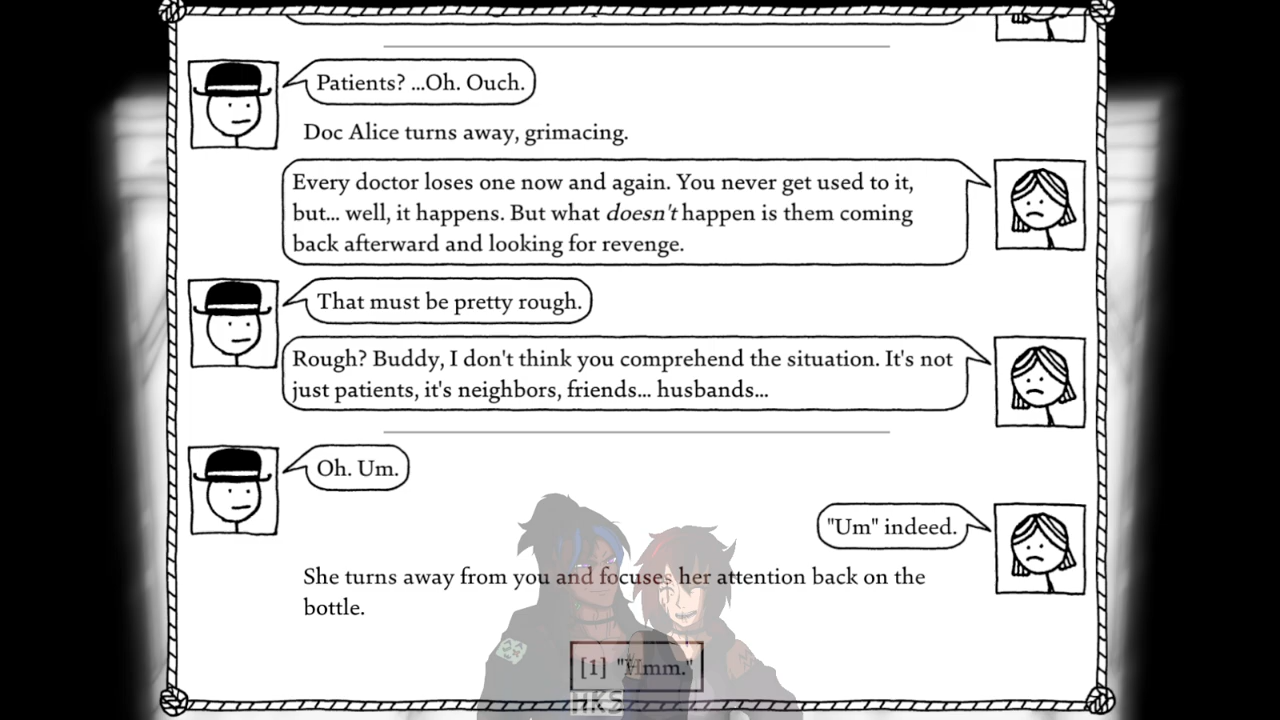 Patients? ...Oh. Ouch.
Doc Alice turns away, grimacing.
Every doctor loses one now and again. You never get used to it,
but... well, it happens. But what doesn't happen is them coming
back afterward and looking for revenge.
That must be pretty rough.
Rough? Buddy, I don't think you comprehend the situation. It's not
just patients, it's neighbors, friends... husbands...
Oh. Um.
"Um" indeed.
She turns away from you and focuses her attention back on the
bottle.
[1] "Hmm."
HKS